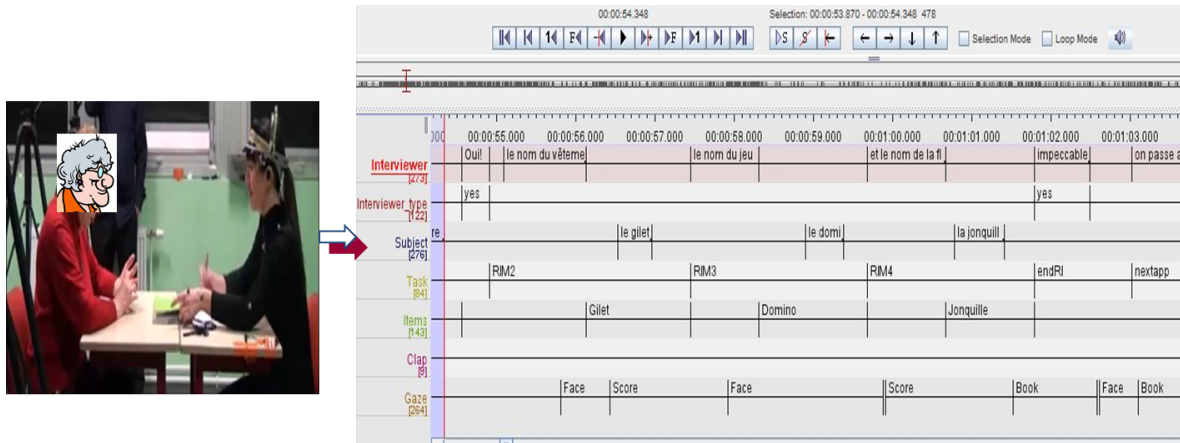 00:00:54.348
Selection: 00:00:53.870 - 00:00:54.348 478
1 F F 1 S S Selection Mode Loop Mode
000 00:00:55.000 00:00:56.000 00:00:57.000 00:00:58.000 00:00:59.000 00:01:00.000 00:01:01.000 00:01:02.000 00:01:03.000
Interviewer
[273]
Oui! le nom du vêteme le nom du jeu et le nom de la fl impeccable on passe a
Interviewer_type
[122]
yes yes
Subject
[276]
re le gilet le domi la jonquill
Task
[84]
RIM2 RIM3 RIM4 endRI nextapp
Items
[143]
Gilet Domino Jonquille
Clap
[9]
Gaze
[264]
Face Score Face Score Book Face Book